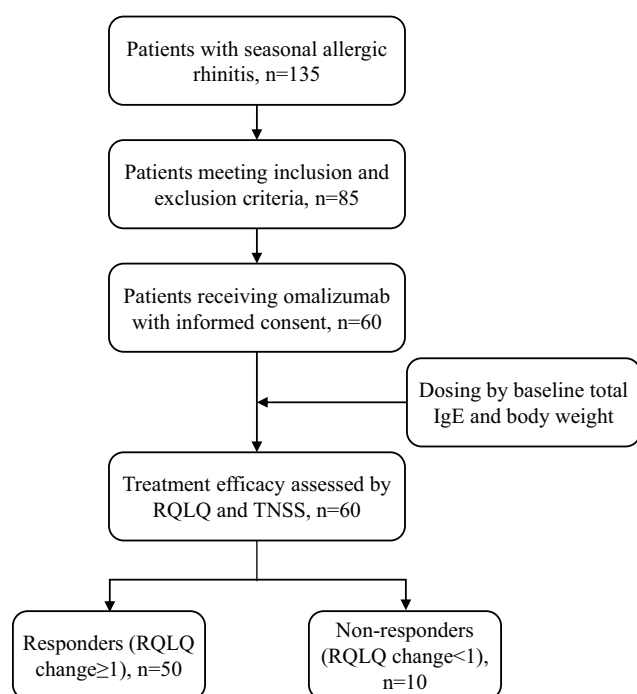 Patients with seasonal allergic
rhinitis, n=135
Patients meeting inclusion and
exclusion criteria, n=85
Patients receiving omalizumab
with informed consent, n=60
Dosing by baseline total
IgE and body weight
Treatment efficacy assessed by
RQLQ and TNSS, n=60
Responders (RQLQ
change≥1), n=50
Non-responders
(RQLQ change<1),
n=10